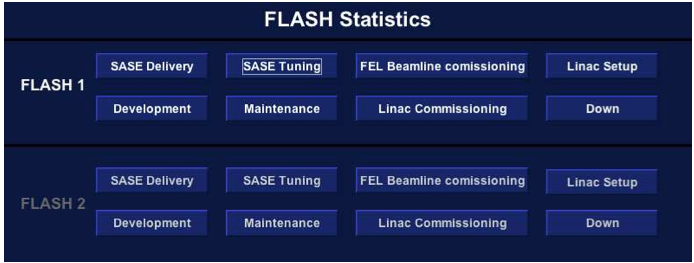 FLASH Statistics
SASE Delivery SASE Tuning FEL Beamline comissioning Linac Setup
FLASH 1
Development Maintenance Linac Commissioning Down
SASE Delivery SASE Tuning FEL Beamline comissioning Linac Setup
FLASH 2
Development Maintenance Linac Commissioning Down